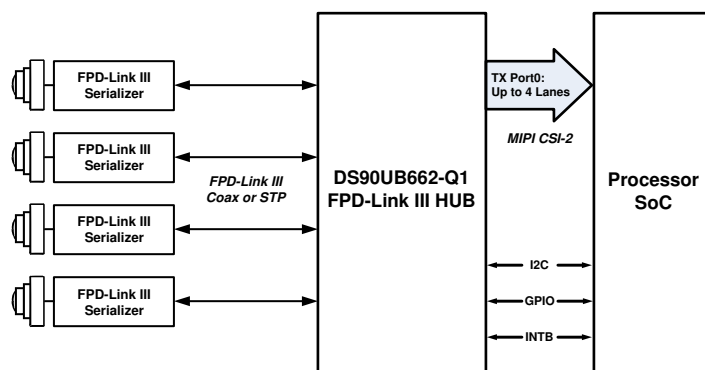 FPD-Link III
Serializer
FPD-Link III
Serializer
FPD-Link III
Serializer
FPD-Link III
Serializer
FPD-Link III
Coax or STP
DS90UB662-Q1
FPD-Link III HUB
TX Port0:
Up to 4 Lanes
MIPI CSI-2
I2C
GPIO
INTB
Processor
SoC